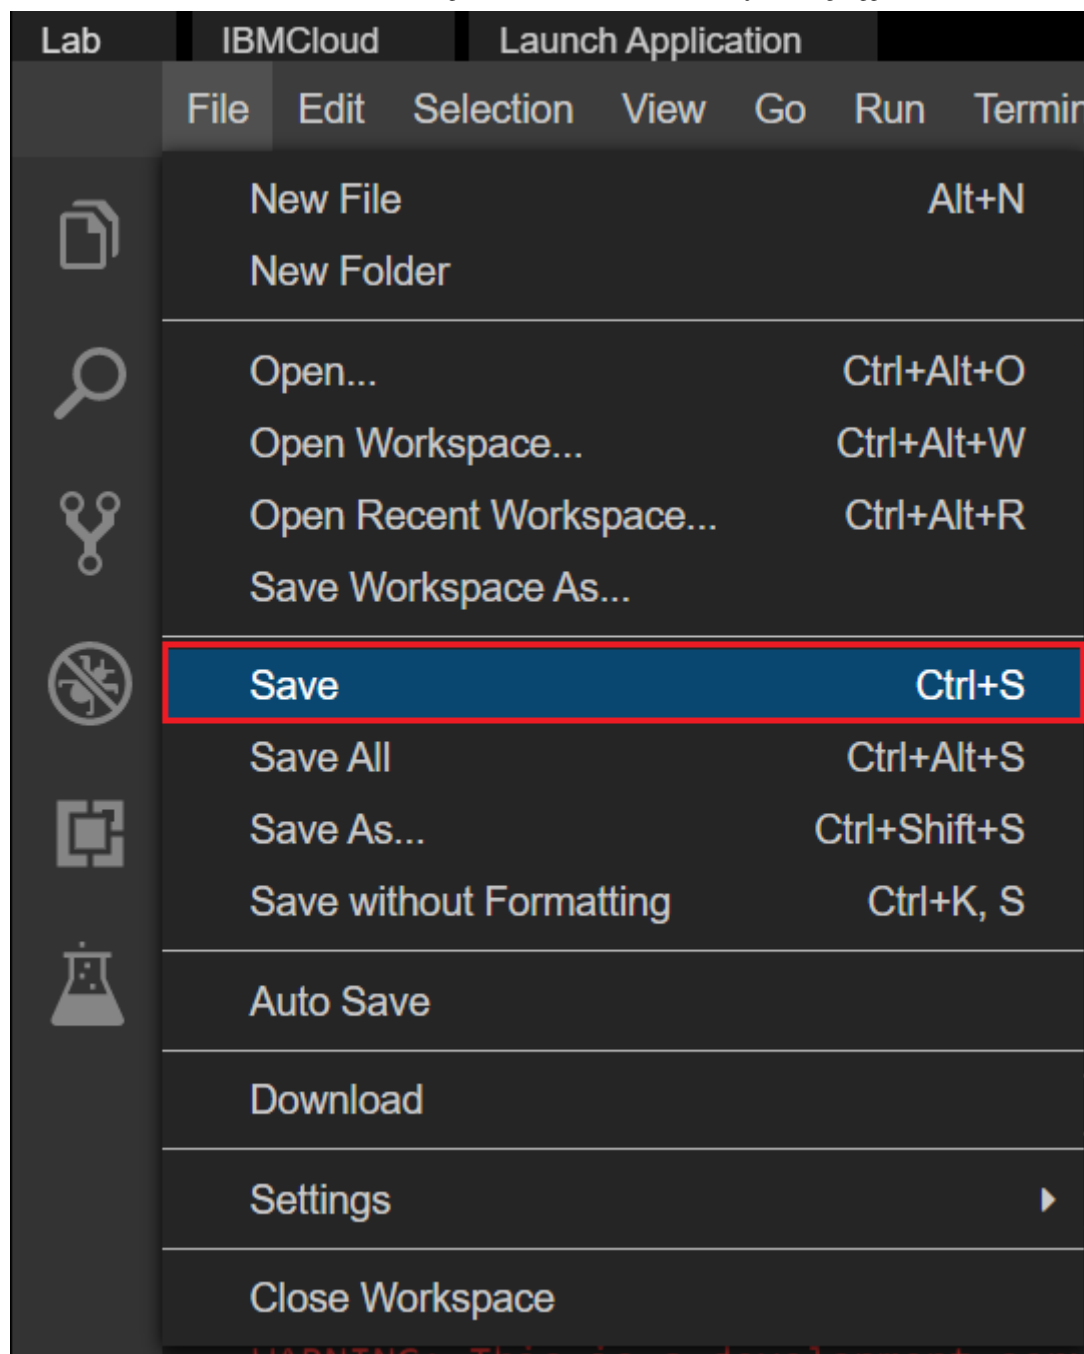 Lab IBMCloud Launch Application
File Edit Selection View Go Run Termin
New File Alt+N
New Folder
Open... Ctrl+Alt+O
Open Workspace... Ctrl+Alt+W
Open Recent Workspace... Ctrl+Alt+R
Save Workspace As...
Save Ctrl+S
Save All Ctrl+Alt+S
Save As... Ctrl+Shift+S
Save without Formatting Ctrl+K, S
Auto Save
Download
Settings
Close Workspace